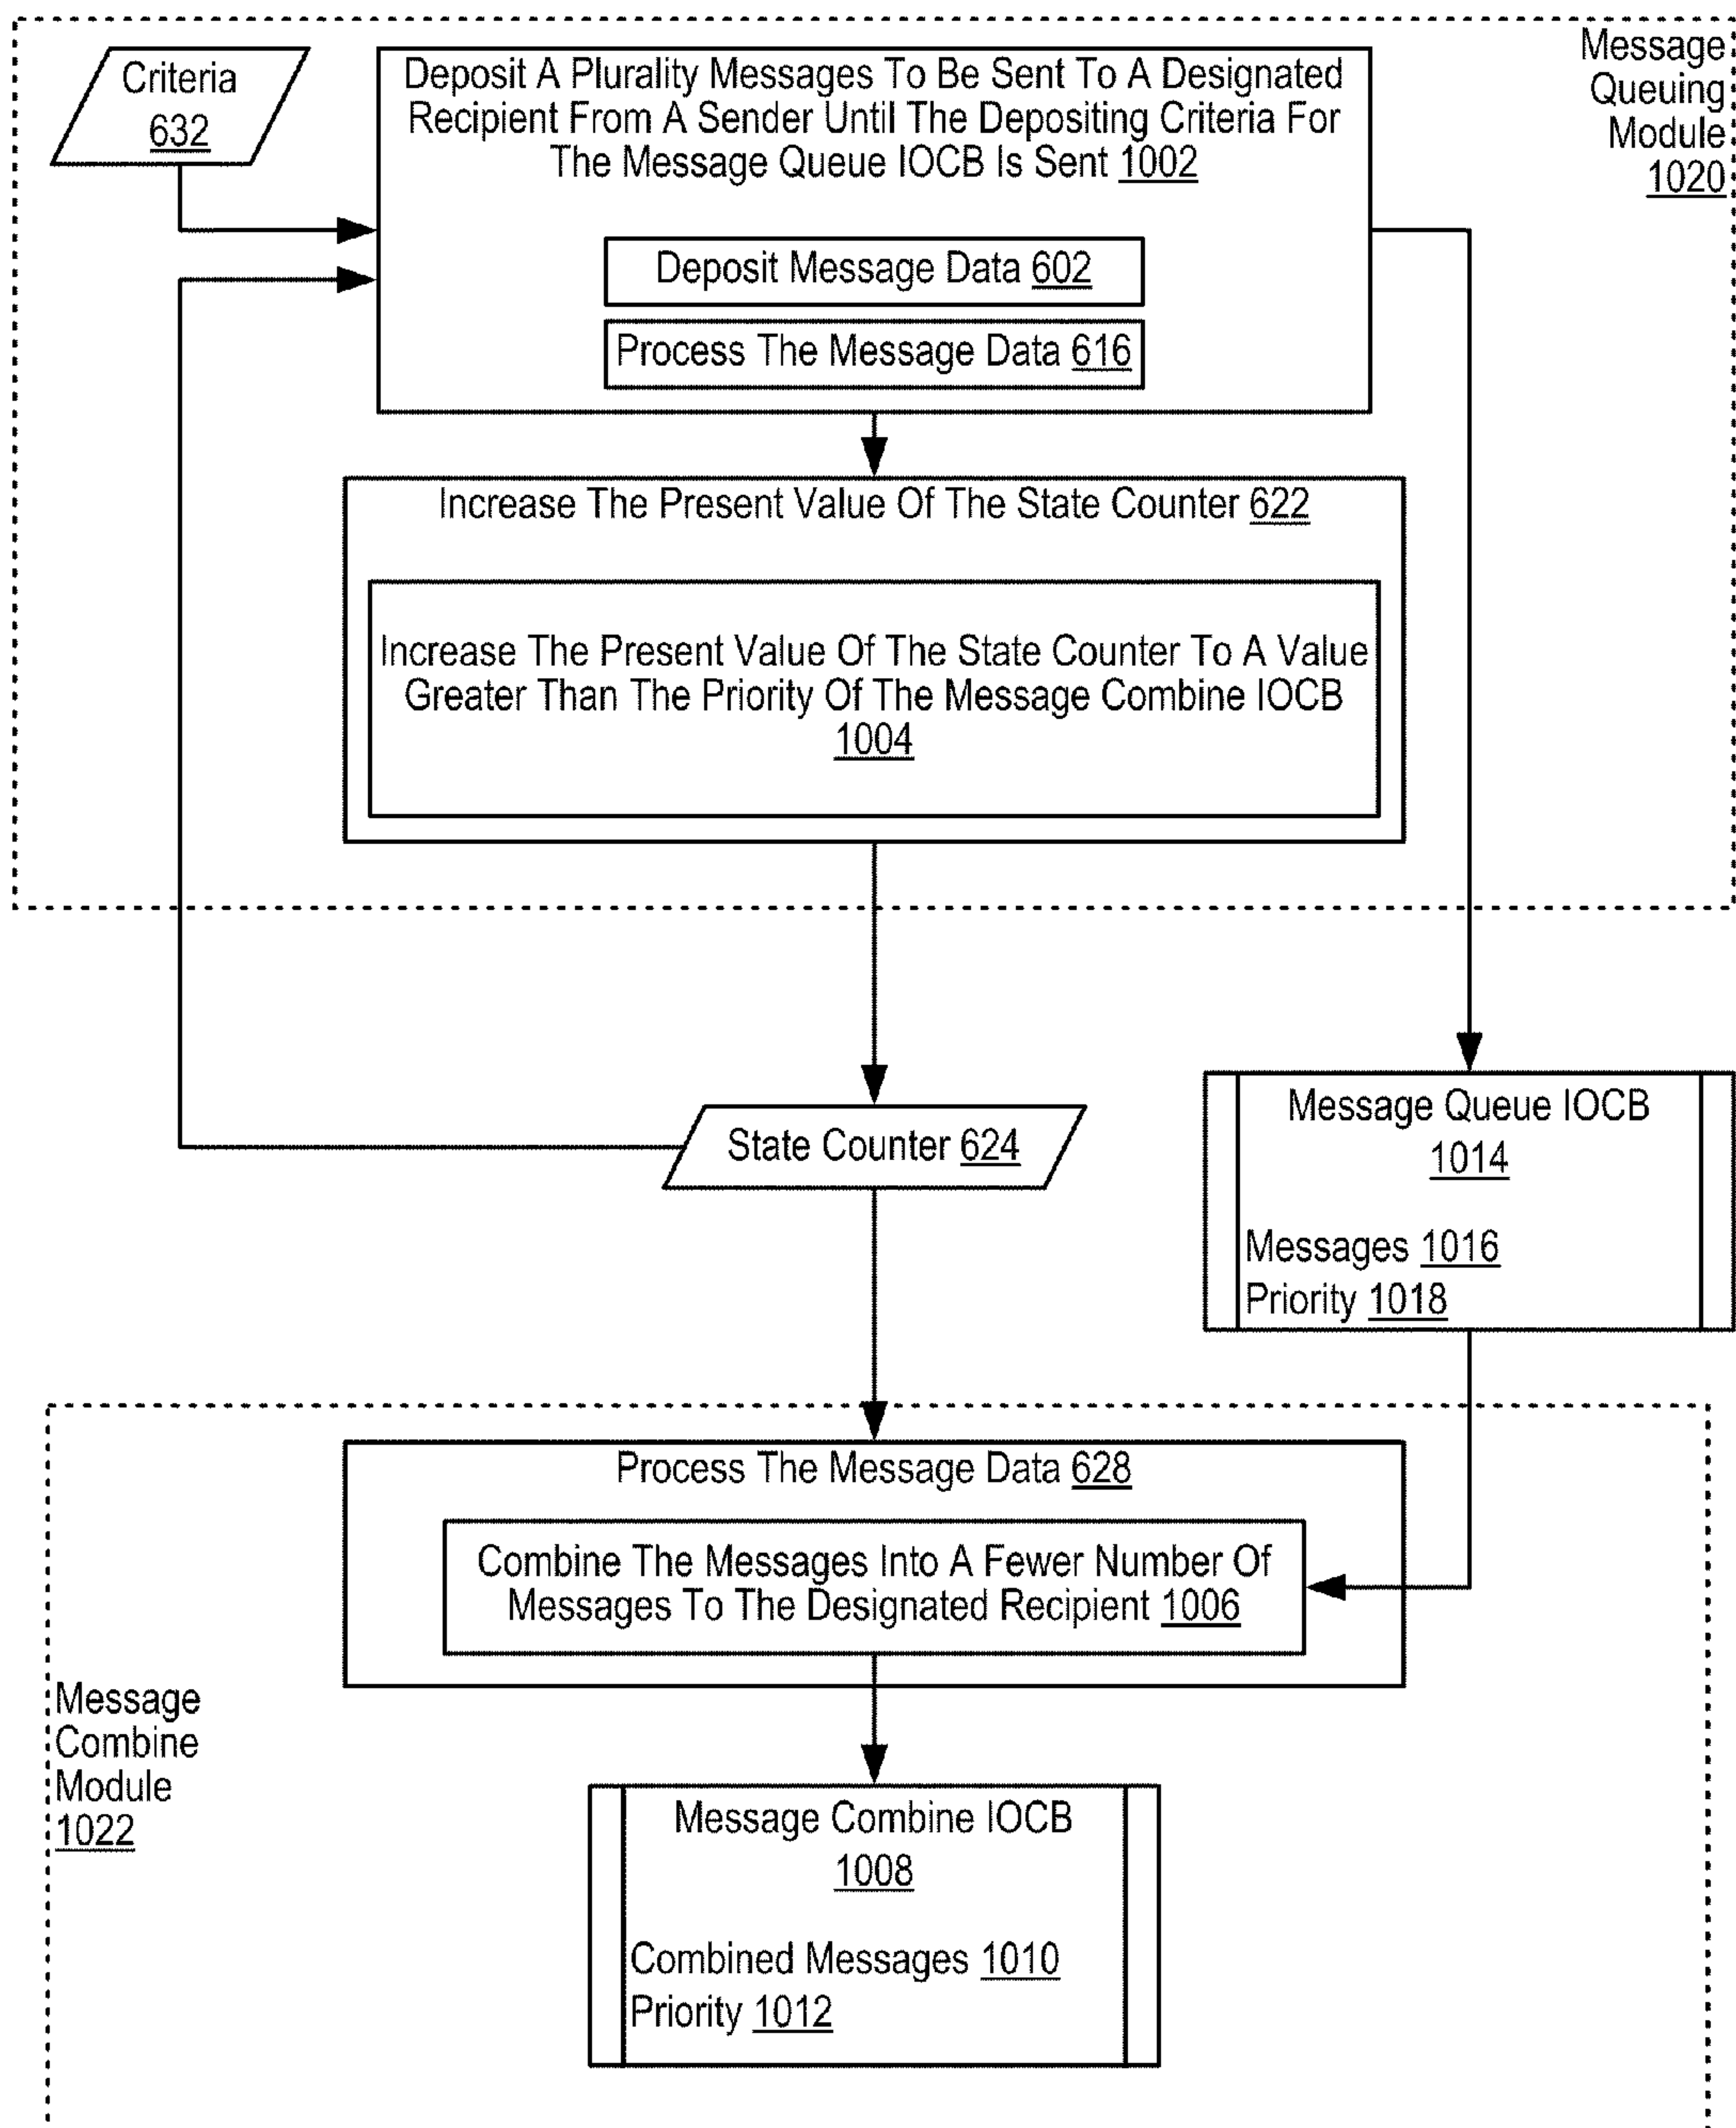 Criteria
632
Deposit A Plurality Messages To Be Sent To A Designated
Recipient From A Sender Until The Depositing Criteria For
The Message Queue IOCB Is Sent 1002
Message
Queuing
Module
1020
Deposit Message Data 602
Process The Message Data 616
Increase The Present Value Of The State Counter 622
Increase The Present Value Of The State Counter To A Value
Greater Than The Priority Of The Message Combine IOCB
1004
State Counter 624
Message Queue IOCB
1014
Messages 1016
Priority 1018
Process The Message Data 628
Combine The Messages Into A Fewer Number Of
Messages To The Designated Recipient 1006
Message
Combine
Module
1022
Message Combine IOCB
1008
Combined Messages 1010
Priority 1012